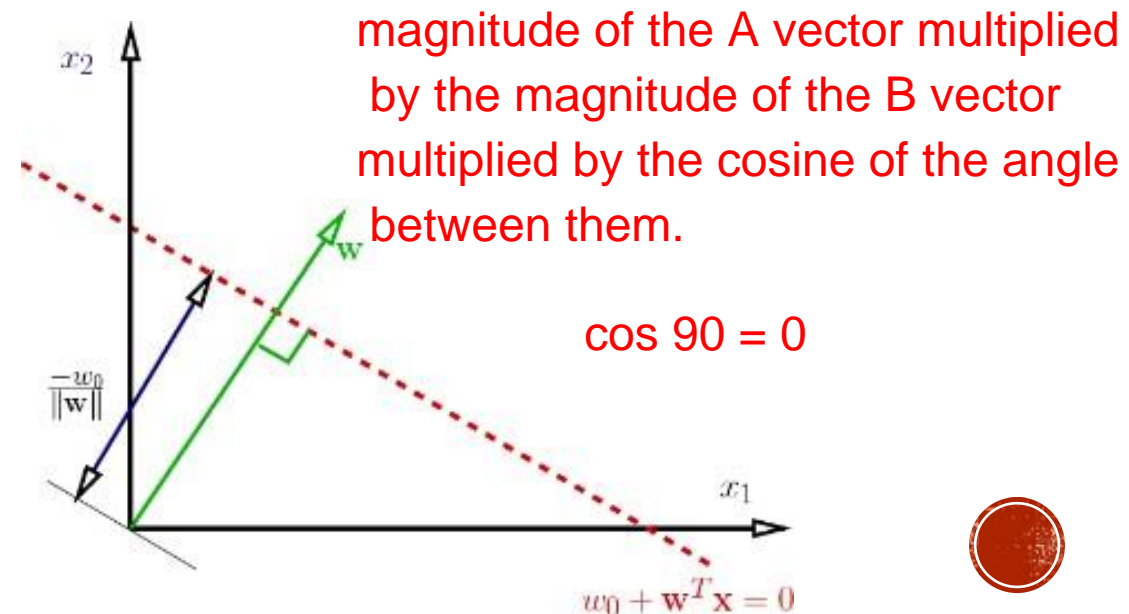 magnitude of the A vector multiplied
by the magnitude of the B vector
multiplied by the cosine of the angle
between them.
x₂
w
cos 90 = 0
-w₀
‖w‖
x₁
w₀ + wᵀx = 0